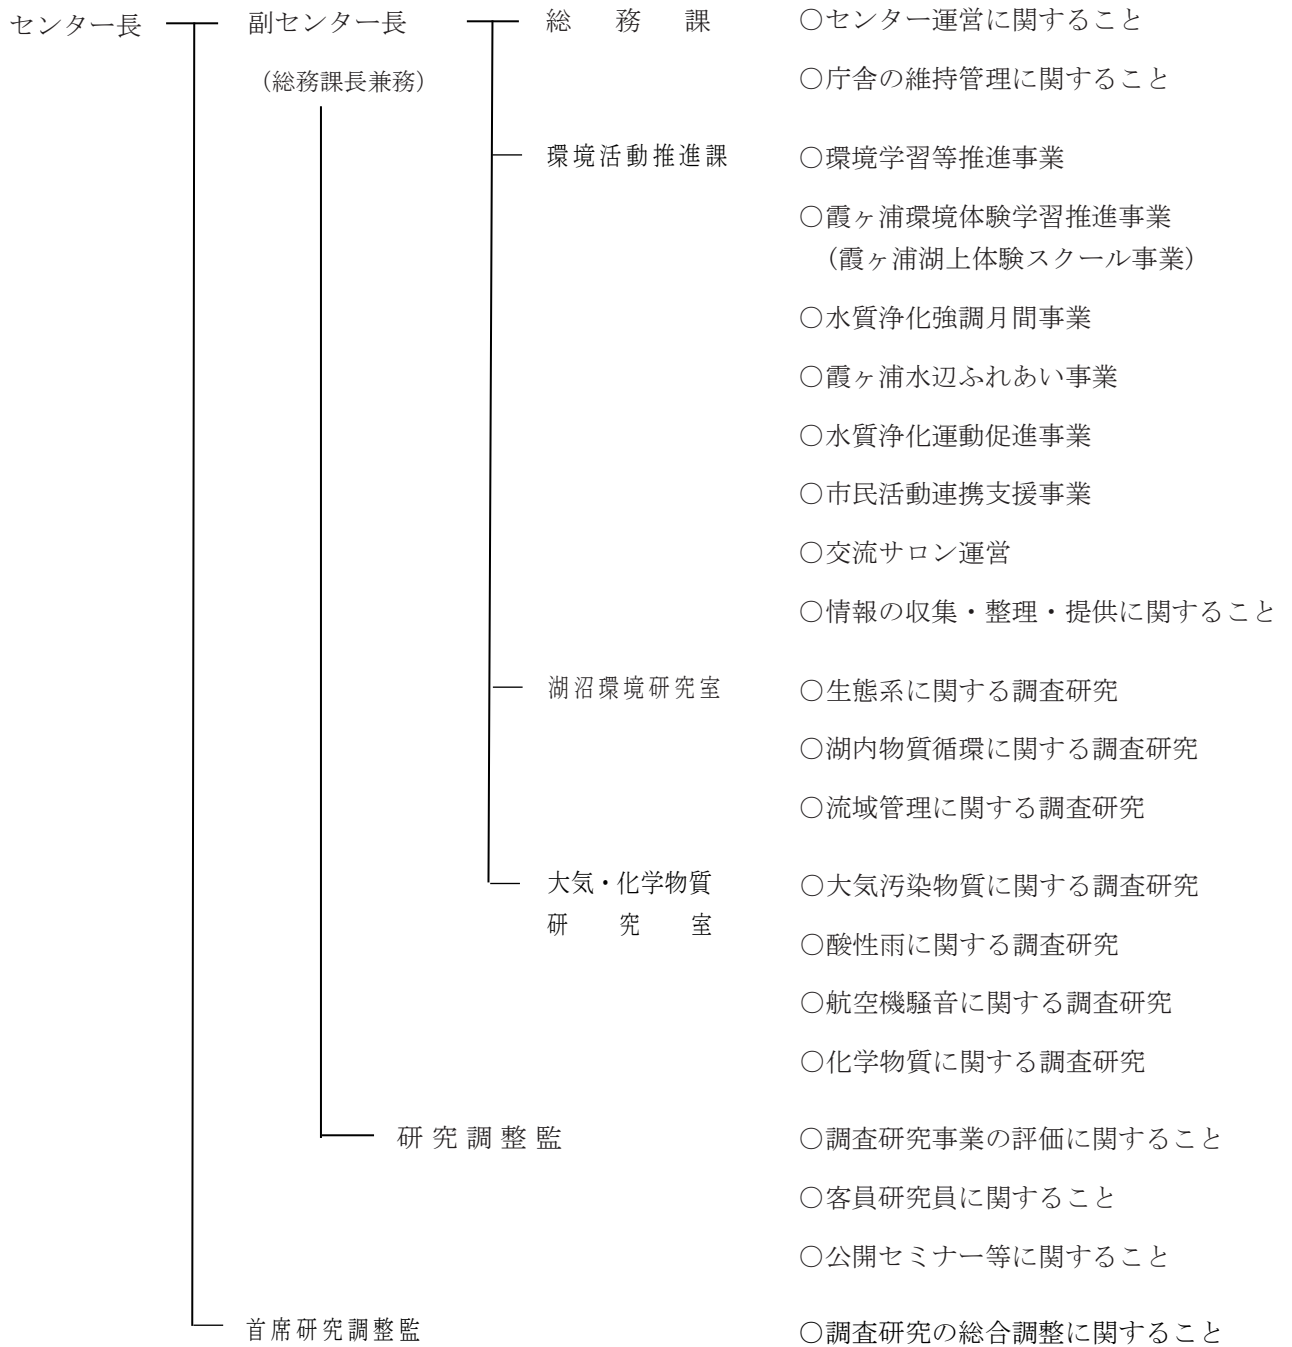 センター長 副センター長 総務課 ○センター運営に関すること
（総務課長兼務） ○庁舎の維持管理に関すること
環境活動推進課 ○環境学習等推進事業
○霞ヶ浦環境体験学習推進事業
（霞ヶ浦湖上体験スクール事業）
○水質浄化強調月間事業
○霞ヶ浦水辺ふれあい事業
○水質浄化運動促進事業
○市民活動連携支援事業
○交流サロン運営
○情報の収集・整理・提供に関すること
湖沼環境研究室 ○生態系に関する調査研究
○湖内物質循環に関する調査研究
○流域管理に関する調査研究
大気・化学物質 ○大気汚染物質に関する調査研究
研究室
○酸性雨に関する調査研究
○航空機騒音に関する調査研究
○化学物質に関する調査研究
研究調整監 ○調査研究事業の評価に関すること
○客員研究員に関すること
○公開セミナー等に関すること
首席研究調整監 ○調査研究の総合調整に関すること